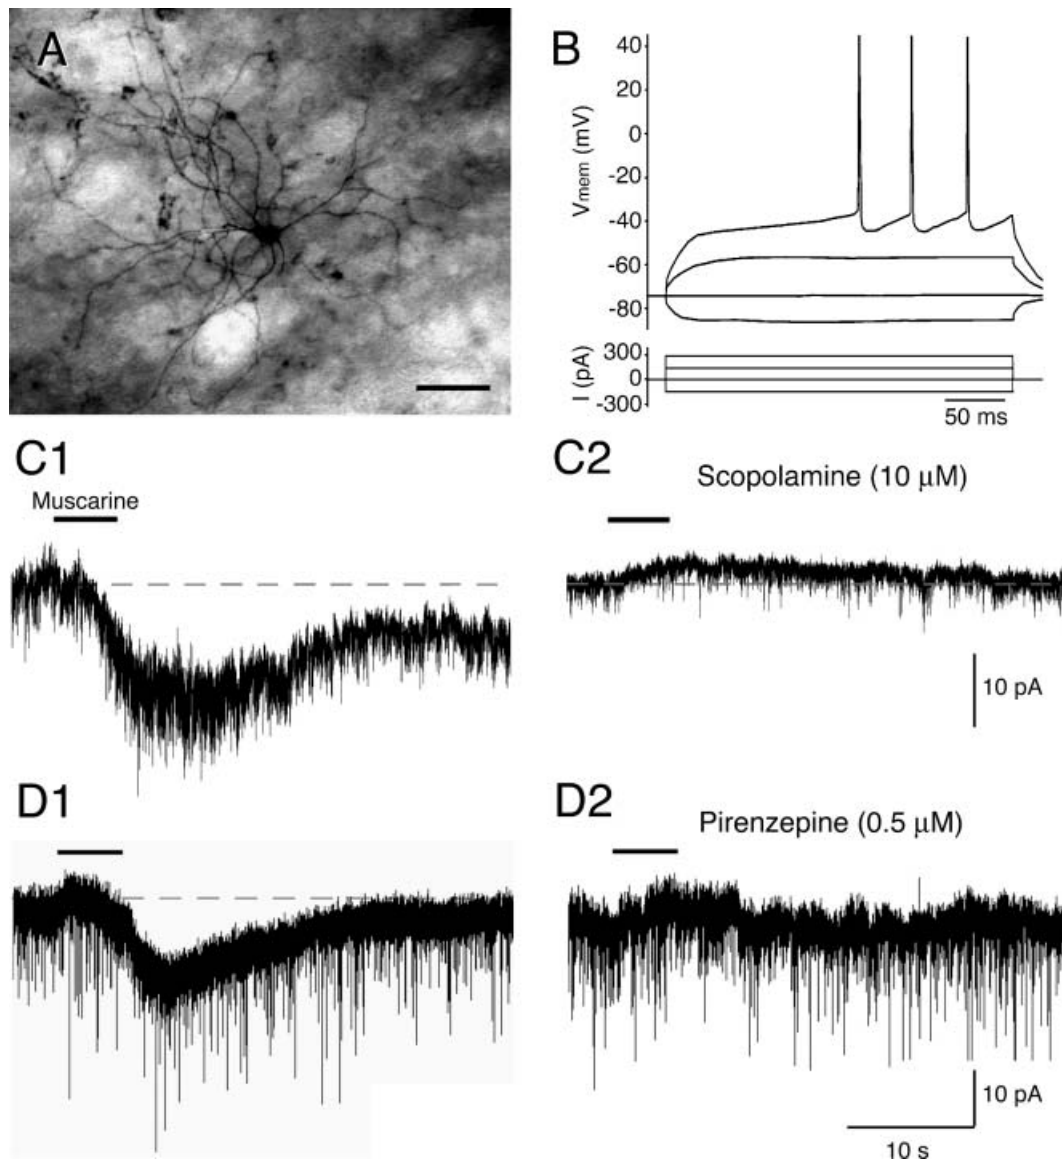 A
B
40
20
0
-20
-40
-60
-80
Vmem (mV)
300
0
-300
I (pA)
50 ms
C1
Muscarine
C2
Scopolamine (10 μM)
10 pA
D1
D2
Pirenzepine (0.5 μM)
10 pA
10 s